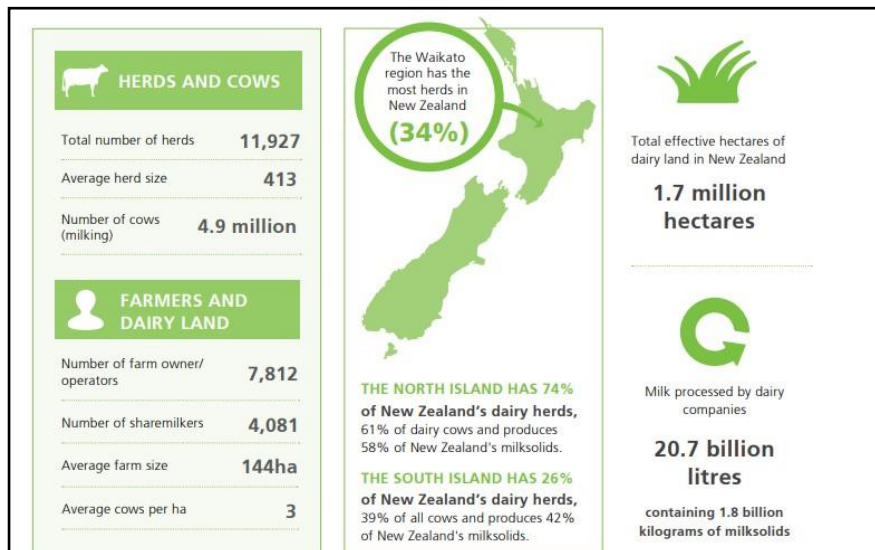 HERDS AND COWS
Total number of herds 11,927
Average herd size 413
Number of cows
(milking) 4.9 million
FARMERS AND
DAIRY LAND
Number of farm owner/
operators 7,812
Number of sharemilkers 4,081
Average farm size 144ha
Average cows per ha 3
The Waikato
region has the
most herds in
New Zealand
(34%)
THE NORTH ISLAND HAS 74%
of New Zealand's dairy herds,
61% of dairy cows and produces
58% of New Zealand's milksolids.
THE SOUTH ISLAND HAS 26%
of New Zealand's dairy herds,
39% of all cows and produces 42%
of New Zealand's milksolids.
Total effective hectares of
dairy land in New Zealand
1.7 million
hectares
Milk processed by dairy
companies
20.7 billion
litres
containing 1.8 billion
kilograms of milksolids